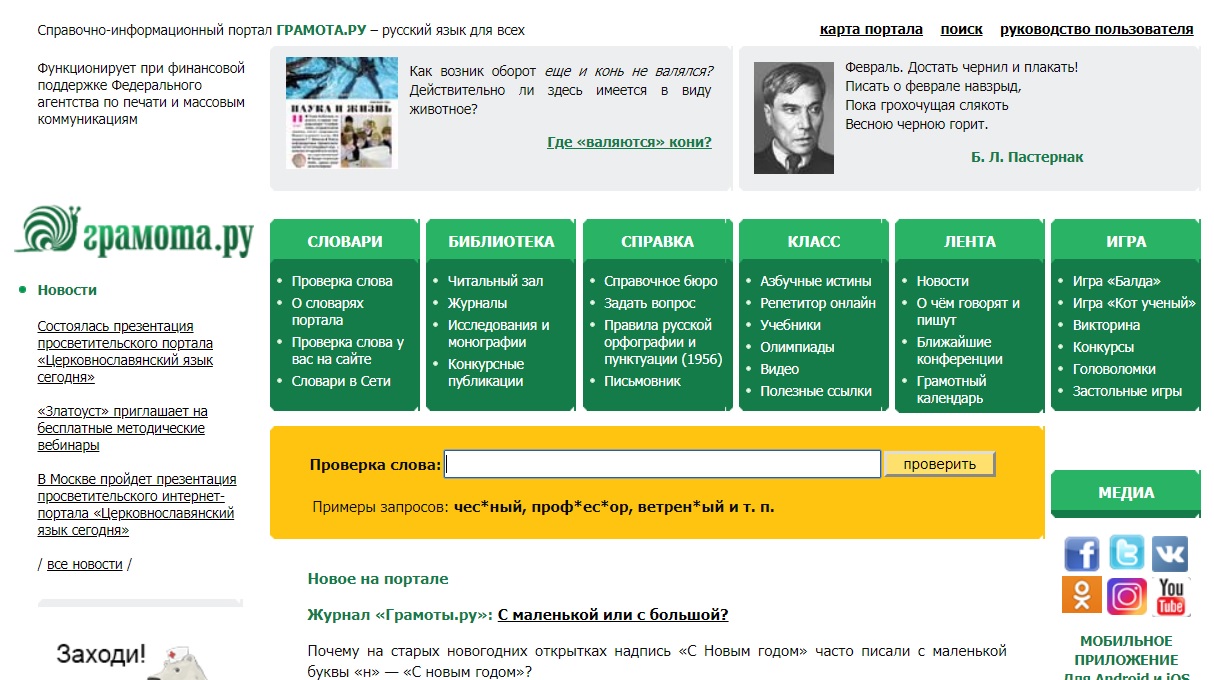 Справочно-информационный портал ГРАМОТА.РУ – русский язык для всех
карта портала поиск руководство пользователя
Функционирует при финансовой
поддержке Федерального
агентства по печати и массовым
коммуникациям
НАУКА И ЖИЗНЬ
Как возник оборот еще и конь не валялся?
Действительно ли здесь имеется в виду
животное?
Где «валяются» кони?
Февраль. Достать чернил и плакать!
Писать о феврале навзрыд,
Пока грохочущая слякоть
Весною черною горит.
Б. Л. Пастернак
грамота.ру
Новости
Состоялась презентация
просветительского портала
«Церковнославянский язык
сегодня»
«Златоуст» приглашает на
бесплатные методические
вебинары
В Москве пройдет презентация
просветительского интернет-
портала «Церковнославянский
язык сегодня»
/ все новости /
Заходи!
СЛОВАРИ
Проверка слова
О словарях
портала
Проверка слова у
вас на сайте
Словари в Сети
БИБЛИОТЕКА
Читальный зал
Журналы
Исследования и
монографии
Конкурсные
публикации
СПРАВКА
Справочное бюро
Задать вопрос
Правила русской
орфографии и
пунктуации (1956)
Письмовник
КЛАСС
Азбучные истины
Репетитор онлайн
Учебники
Олимпиады
Видео
Полезные ссылки
ЛЕНТА
Новости
О чём говорят и
пишут
Ближайшие
конференции
Грамотный
календарь
ИГРА
Игра «Балда»
Игра «Кот ученый»
Викторина
Конкурсы
Головоломки
Застольные игры
Проверка слова: проверить
Примеры запросов: чес*ный, проф*ес*ор, ветрен*ый и т. п.
Новое на портале
Журнал «Грамоты.ру»: С маленькой или с большой?
Почему на старых новогодних открытках надпись «С Новым годом» часто писали с маленькой
буквы «н» — «С новым годом»?
МЕДИА
You
Tube
МОБИЛЬНОЕ
ПРИЛОЖЕНИЕ
Для Android и iOS